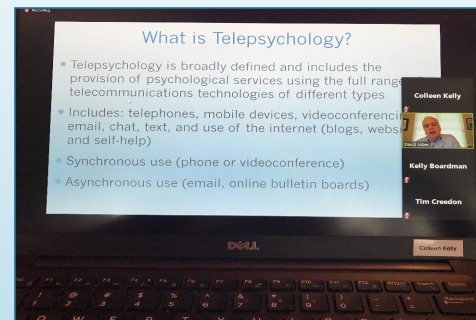 Recording
What is Telepsychology?
Telepsychology is broadly defined and includes the
provision of psychological services using the full range
telecommunications technologies of different types
Includes: telephones, mobile devices, videoconferencin
email, chat, text, and use of the internet (blogs, webs
and self-help)
Synchronous use (phone or videoconference)
Asynchronous use (email, online bulletin boards)
Colleen Kelly
Kelly Boardman
Tim Creedon
DELL
Colleen Kelly